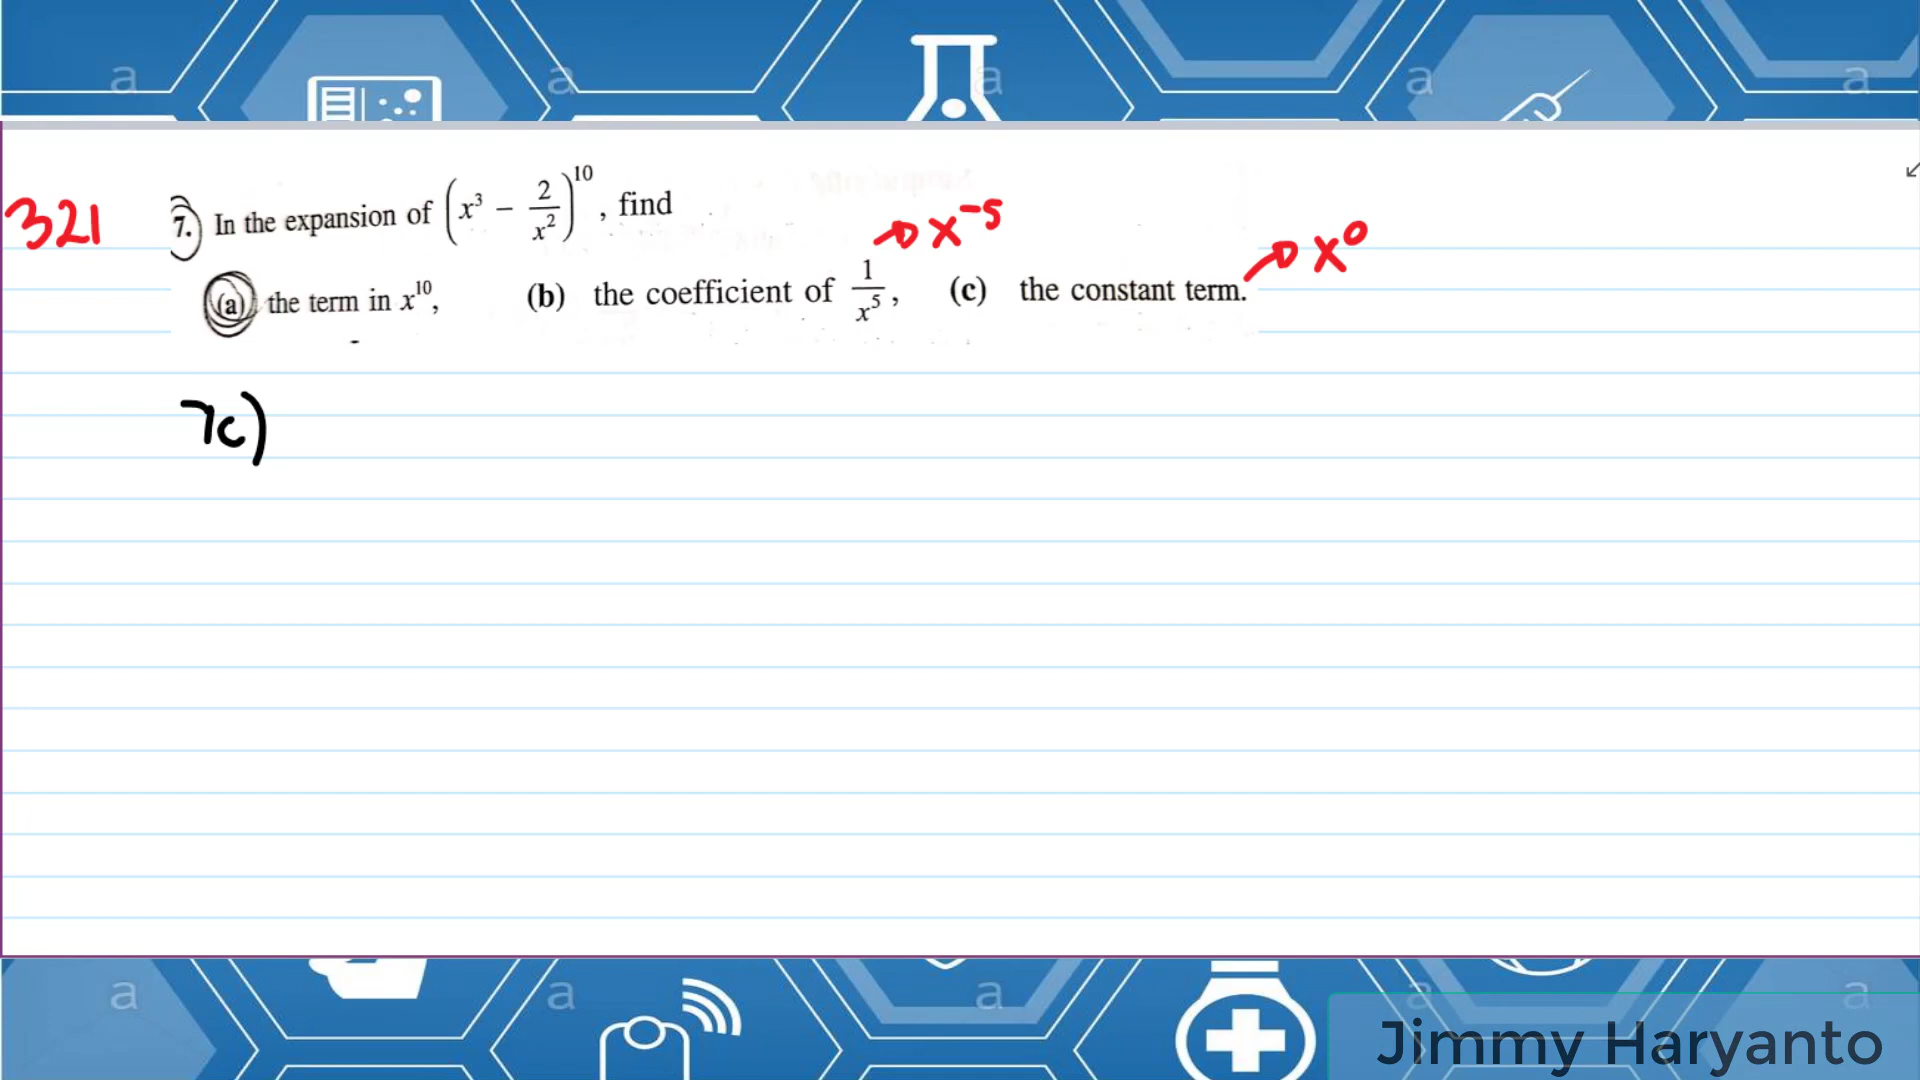 a a a a a
321
7. In the expansion of (x³ − 2/x²)¹⁰, find
→ x⁻⁵
→ x⁰
(a) the term in x¹⁰, (b) the coefficient of 1/x⁵, (c) the constant term.
7c)
a a a a a
Jimmy Haryanto